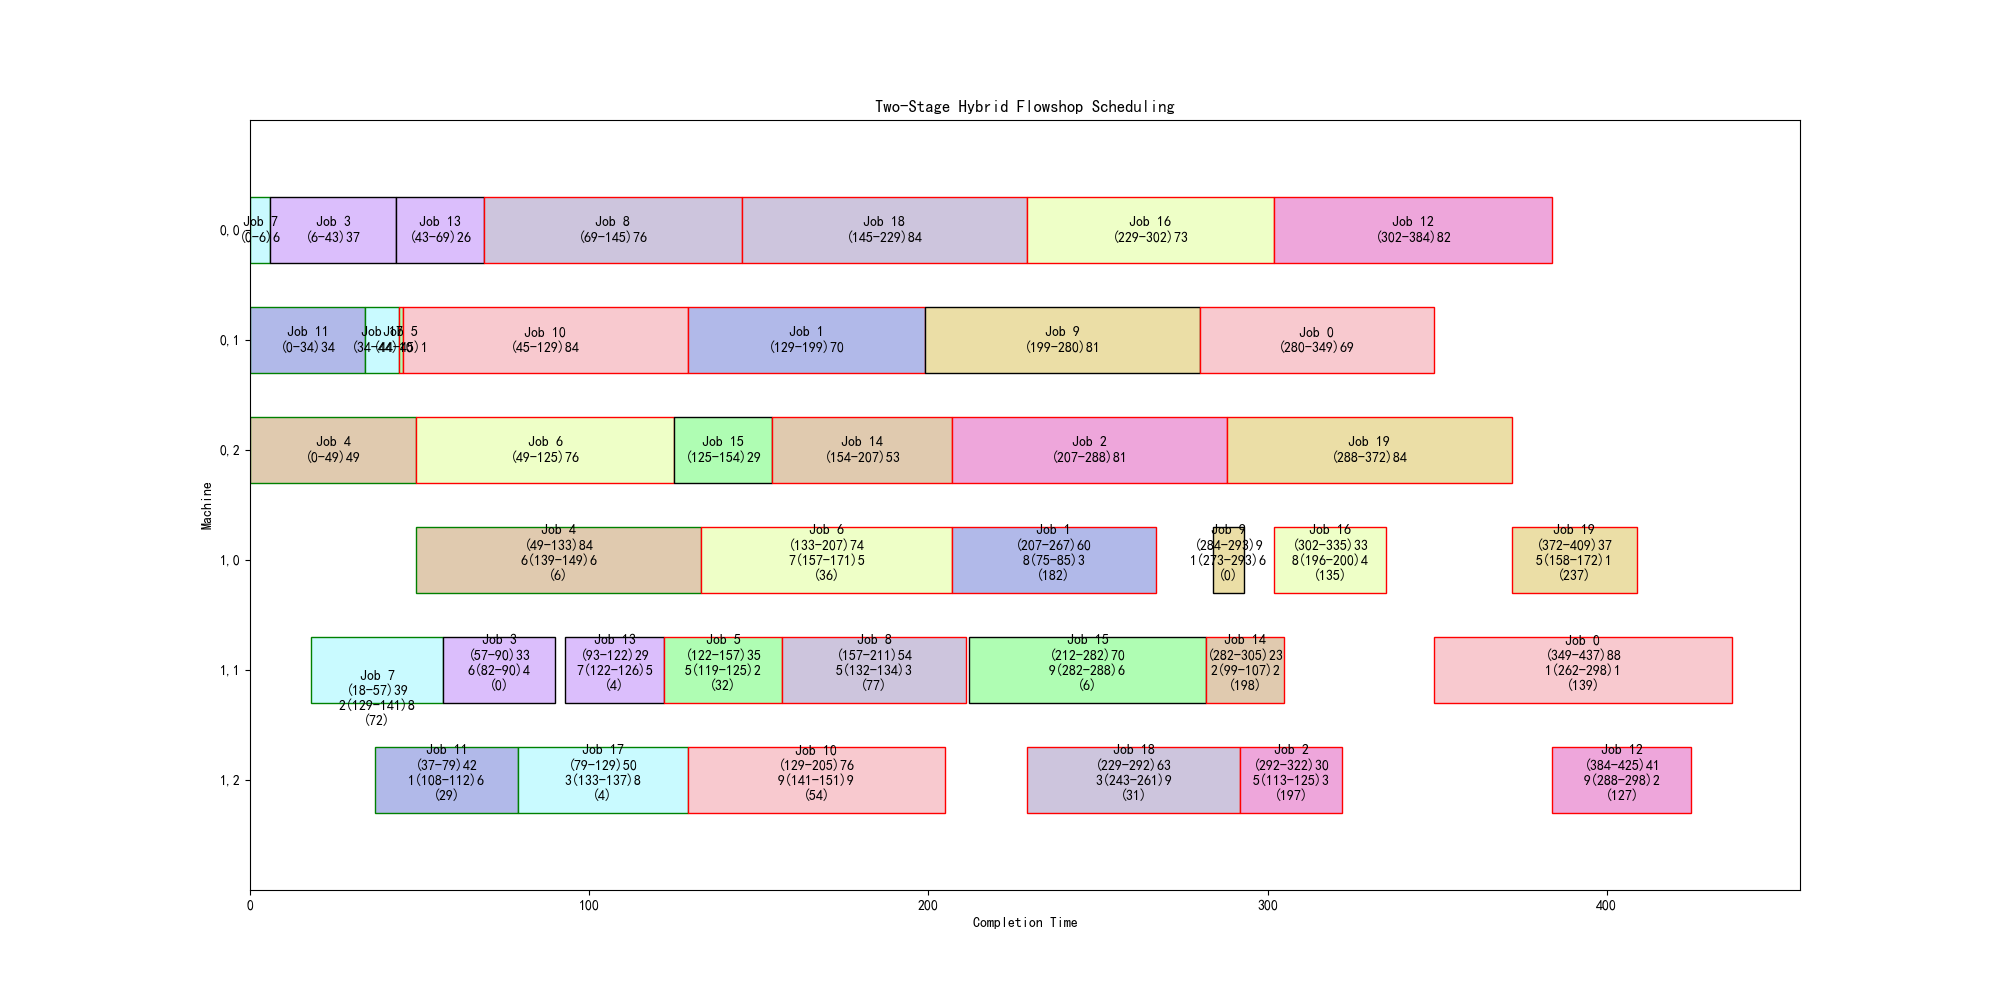 Two-Stage Hybrid Flowshop Scheduling
Machine
0,0
Job 7
(0-6)6
Job 3
(6-43)37
Job 13
(43-69)26
Job 8
(69-145)76
Job 18
(145-229)84
Job 16
(229-302)73
Job 12
(302-384)82
0,1
Job 11
(0-34)34
Job 17
(34-44)10
Job 5
(44-45)1
Job 10
(45-129)84
Job 1
(129-199)70
Job 9
(199-280)81
Job 0
(280-349)69
0,2
Job 4
(0-49)49
Job 6
(49-125)76
Job 15
(125-154)29
Job 14
(154-207)53
Job 2
(207-288)81
Job 19
(288-372)84
1,0
Job 4
(49-133)84
6(139-149)6
(6)
Job 6
(133-207)74
7(157-171)5
(36)
Job 1
(207-267)60
8(75-85)3
(182)
Job 9
(284-293)9
1(273-293)6
(0)
Job 16
(302-335)33
8(196-200)4
(135)
Job 19
(372-409)37
5(158-172)1
(237)
1,1
Job 7
(18-57)39
2(129-141)8
(72)
Job 3
(57-90)33
6(82-90)4
(0)
Job 13
(93-122)29
7(122-126)5
(4)
Job 5
(122-157)35
5(119-125)2
(32)
Job 8
(157-211)54
5(132-134)3
(77)
Job 15
(212-282)70
9(282-288)6
(6)
Job 14
(282-305)23
2(99-107)2
(198)
Job 0
(349-437)88
1(262-298)1
(139)
1,2
Job 11
(37-79)42
1(108-112)6
(29)
Job 17
(79-129)50
3(133-137)8
(4)
Job 10
(129-205)76
9(141-151)9
(54)
Job 18
(229-292)63
3(243-261)9
(31)
Job 2
(292-322)30
5(113-125)3
(197)
Job 12
(384-425)41
9(288-298)2
(127)
0
100
200
300
400
Completion Time